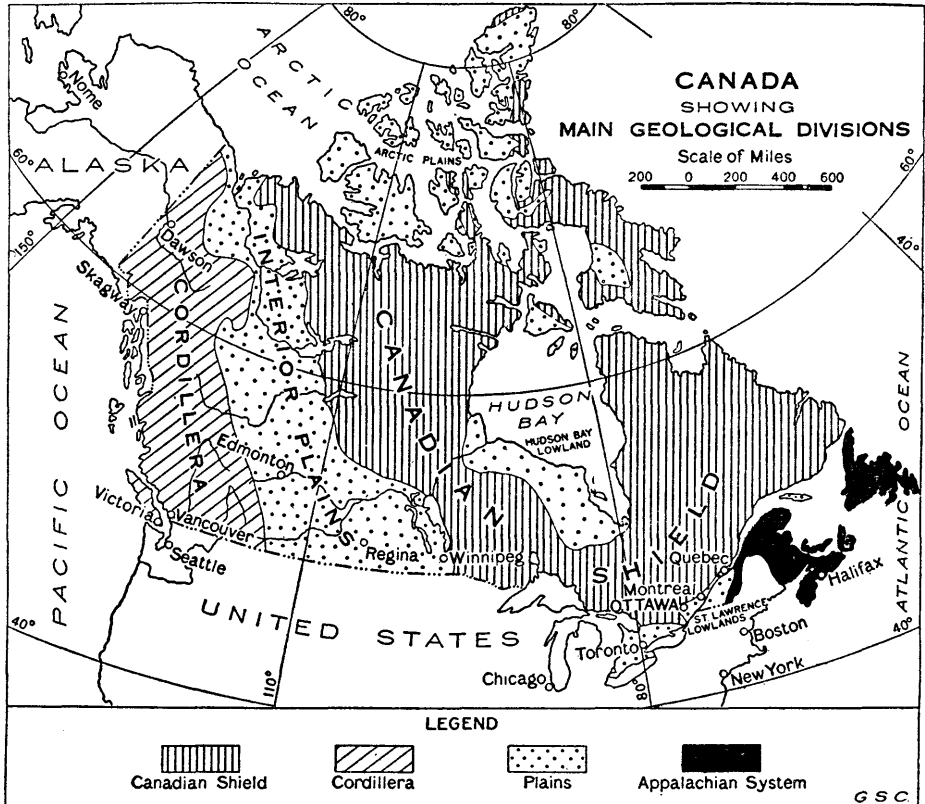 CANADA
SHOWING
MAIN GEOLOGICAL DIVISIONS
Scale of Miles
200 0 200 400 600
80°
80°
ARCTIC OCEAN
ARCTIC PLAINS
Nome
ALASKA
60°
60°
150°
40°
Dawson
Skagway
CORDILLERA
INTERIOR PLAINS
CANADIAN SHIELD
HUDSON BAY
HUDSON BAY
LOWLAND
PACIFIC OCEAN
ATLANTIC OCEAN
Edmonton
Victoria
Vancouver
Seattle
Regina
Winnipeg
Quebec
Montreal
OTTAWA
ST. LAWRENCE
LOWLANDS
Halifax
Toronto
Boston
New York
Chicago
UNITED STATES
40°
40°
110°
80°
LEGEND
Canadian Shield
Cordillera
Plains
Appalachian System
GSC.